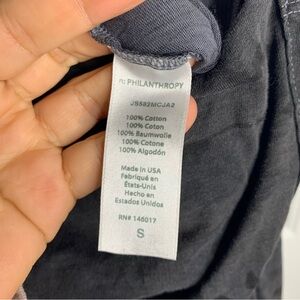 n: PHILANTHROPY
JS582MCJA2
100% Cotton
100% Coton
100% Baumwolle
100% Cotone
100% Algodón
Made in USA
Fabriqué en
États-Unis
Hecho en
Estados Unidos
RN# 146017
S